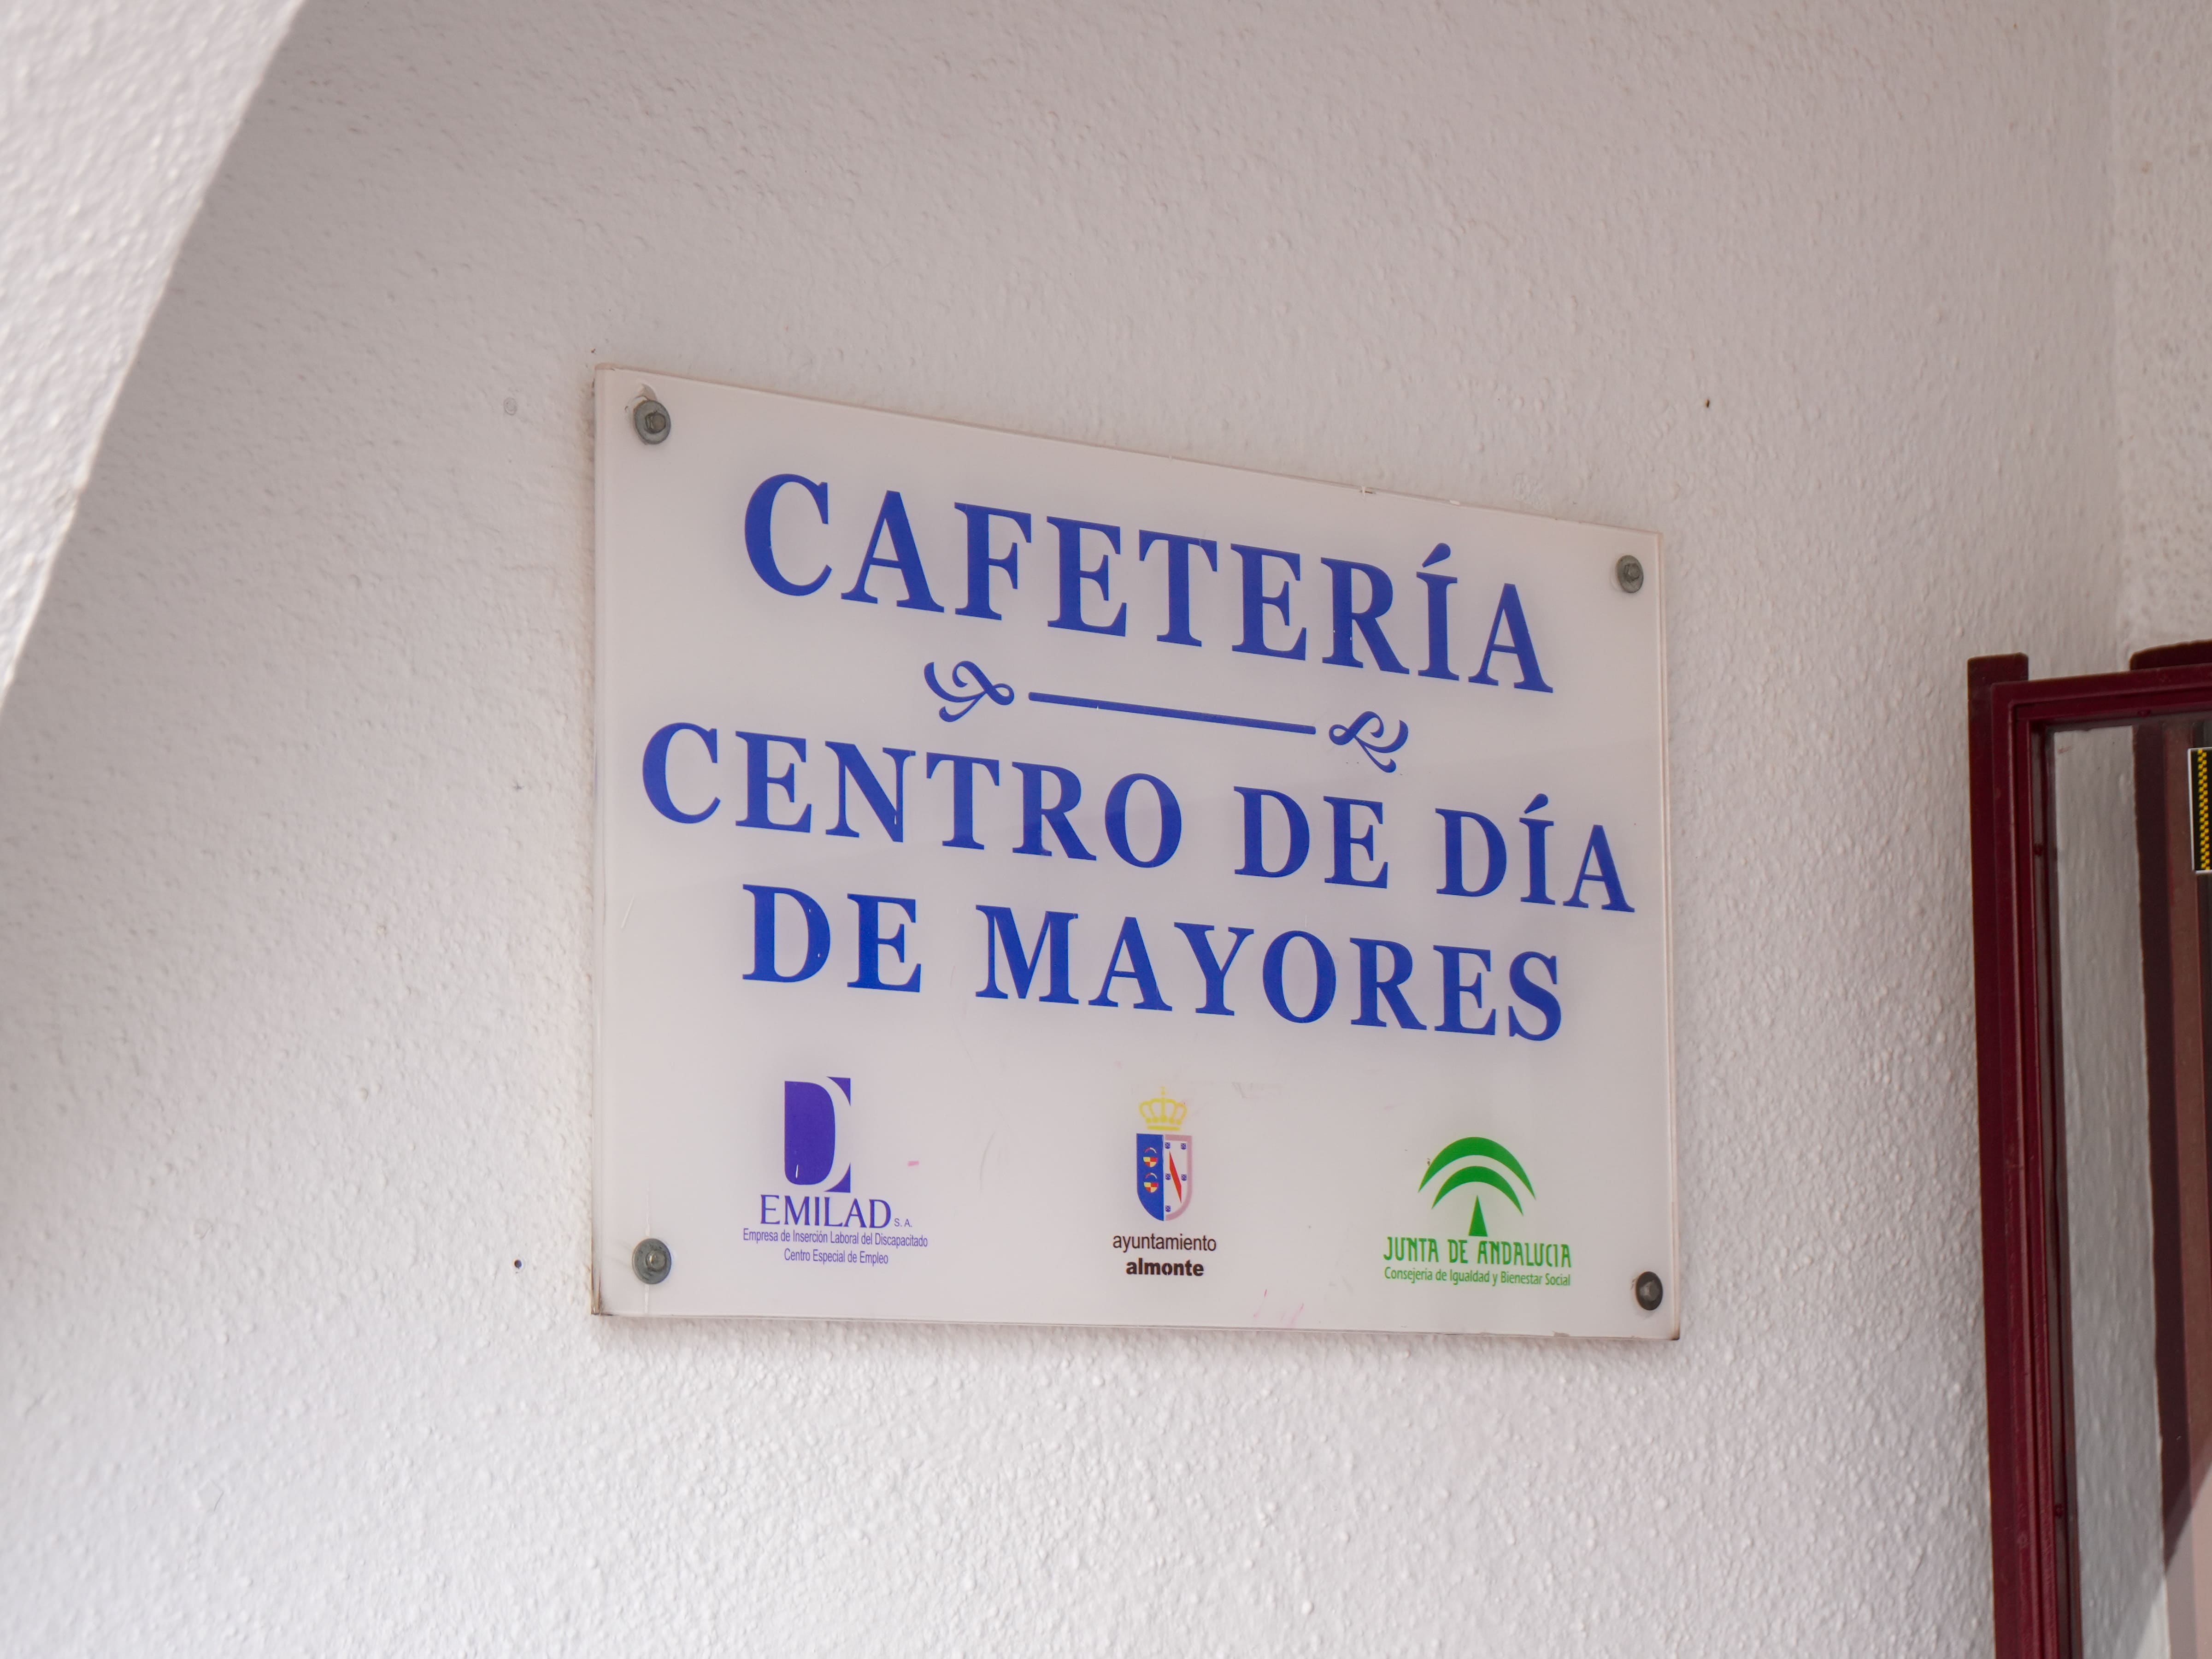 CAFETERÍA
CENTRO DE DÍA
DE MAYORES
EMILAD S. A.
Empresa de Inserción Laboral del Discapacitado
Centro Especial de Empleo
ayuntamiento
almonte
JUNTA DE ANDALUCIA
Consejería de Igualdad y Bienestar Social